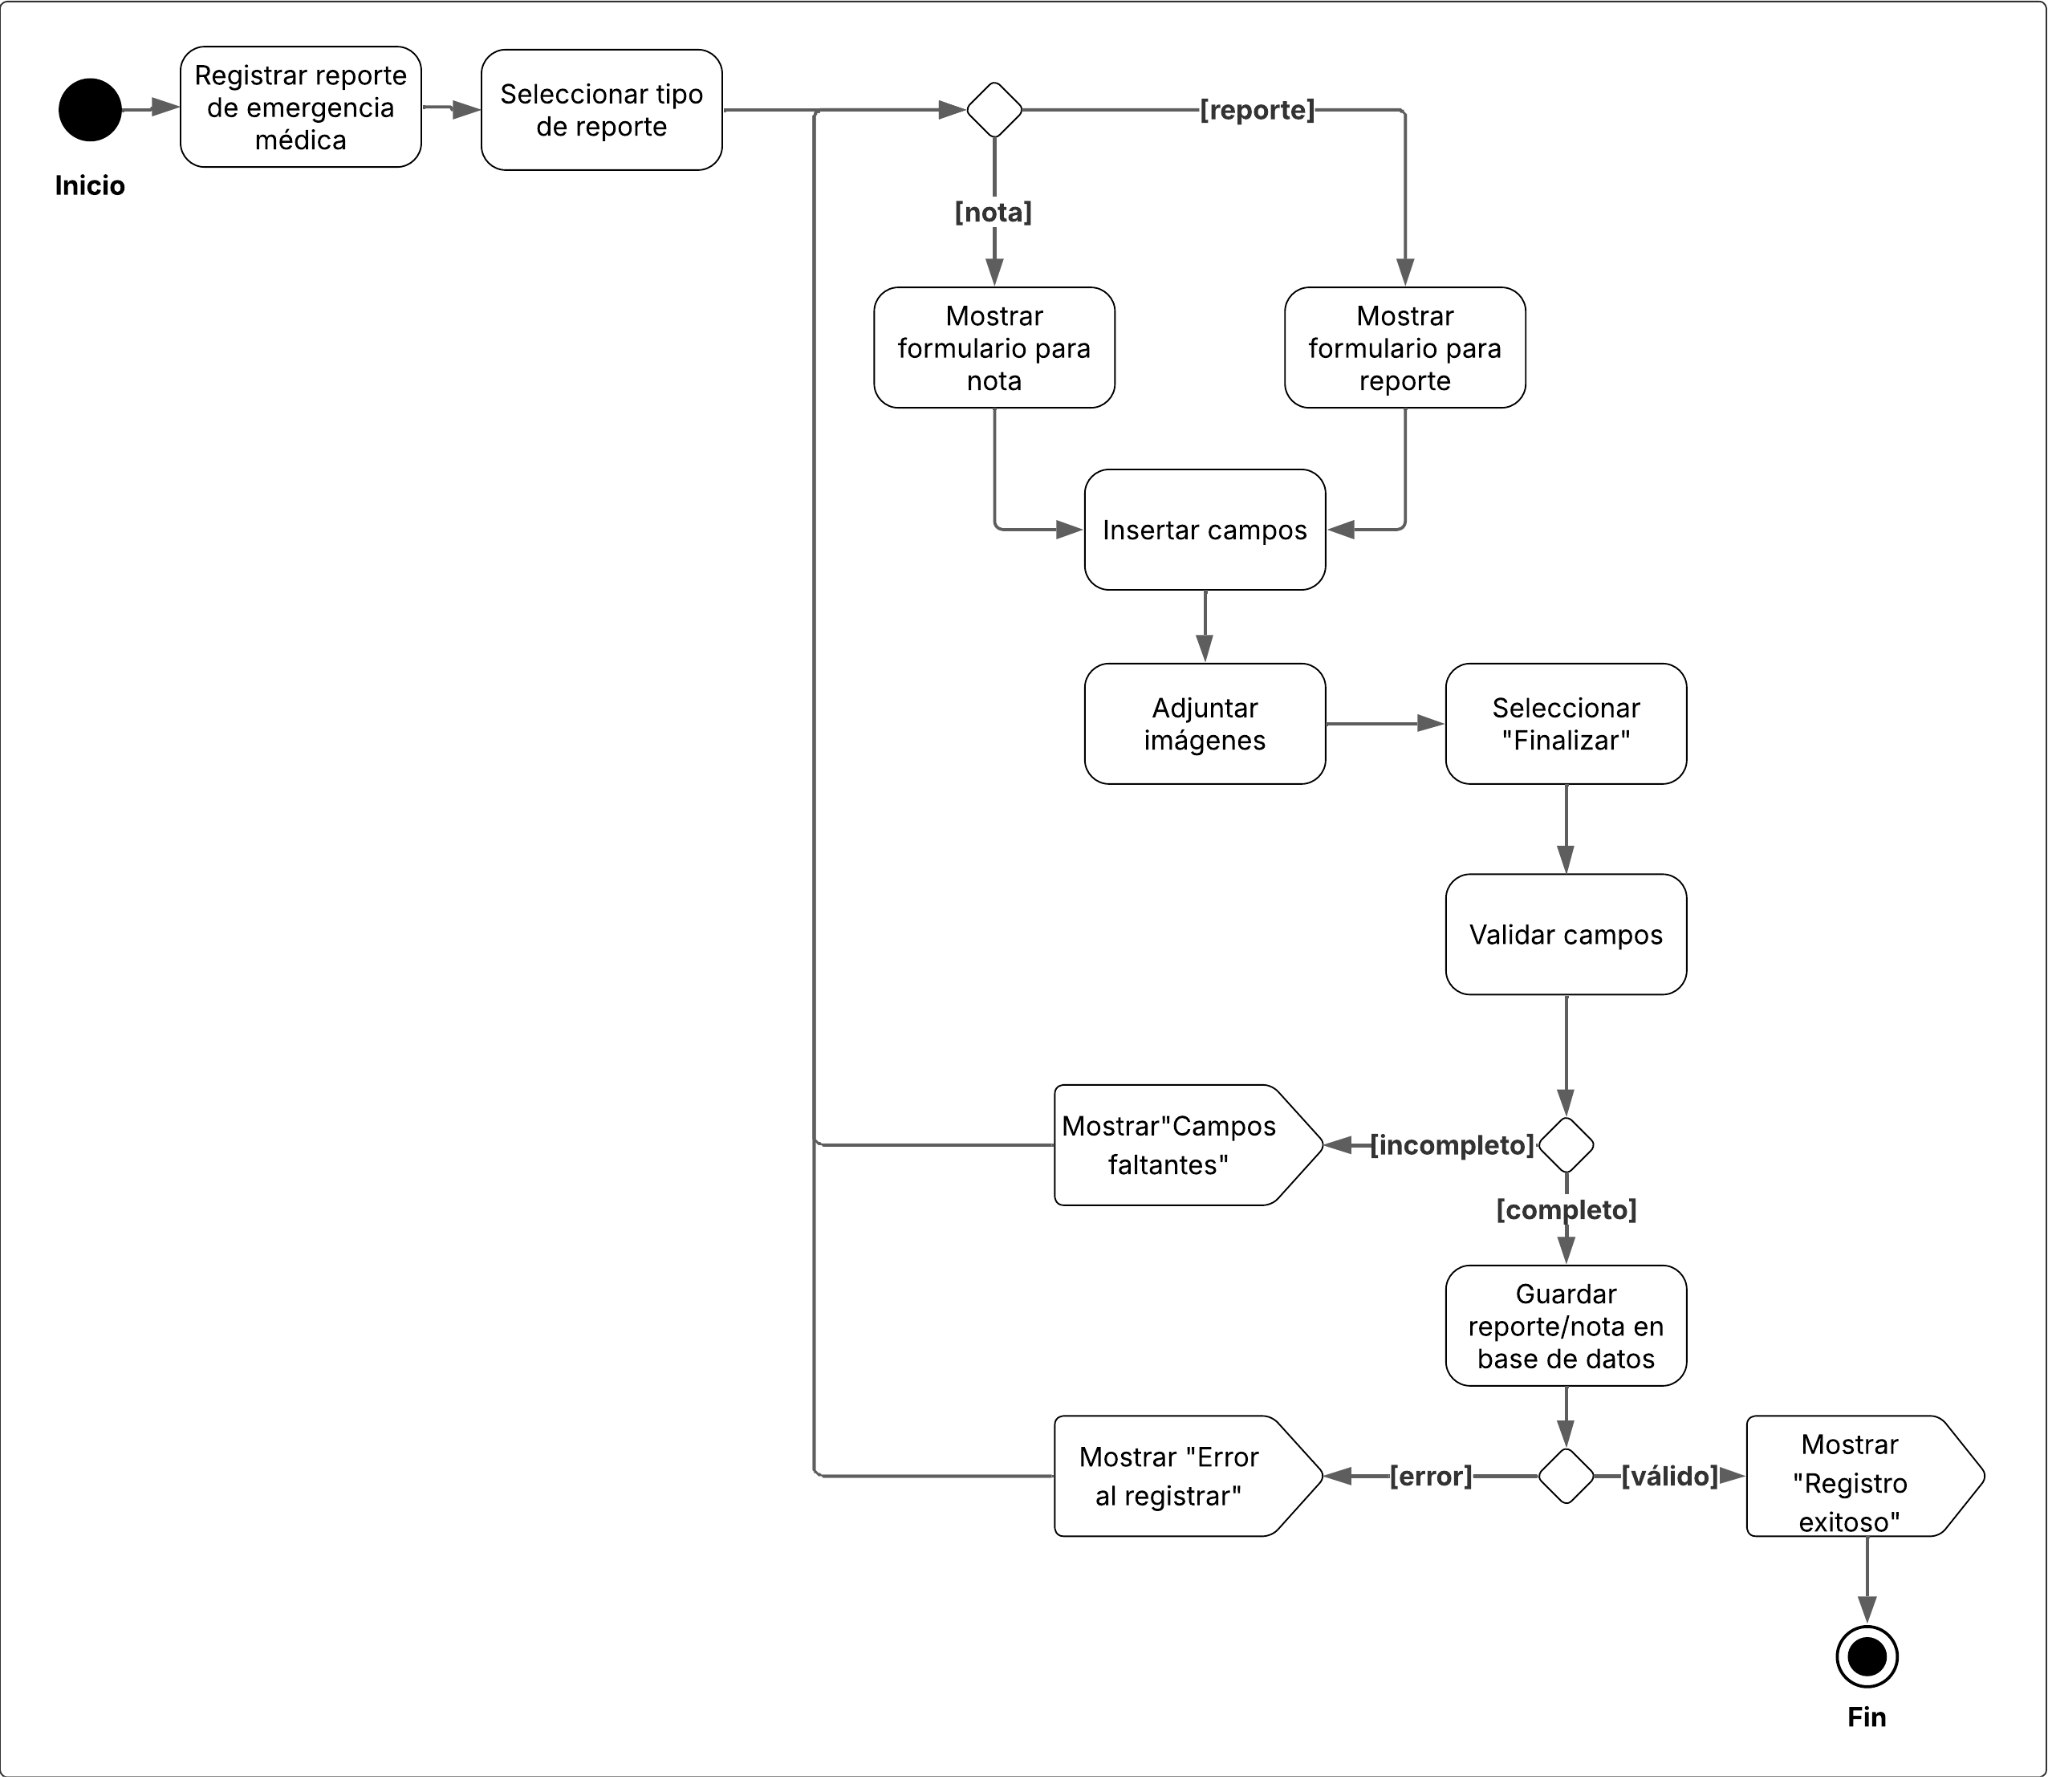 Registrar reporte
de emergencia
médica
Inicio
Seleccionar tipo
de reporte
[reporte]
[nota]
Mostrar
formulario para
nota
Mostrar
formulario para
reporte
Insertar campos
Adjuntar
imágenes
Seleccionar
"Finalizar"
Validar campos
Mostrar"Campos
faltantes"
[incompleto]
[completo]
Guardar
reporte/nota en
base de datos
Mostrar "Error
al registrar"
[error]
[válido]
Mostrar
"Registro
exitoso"
Fin